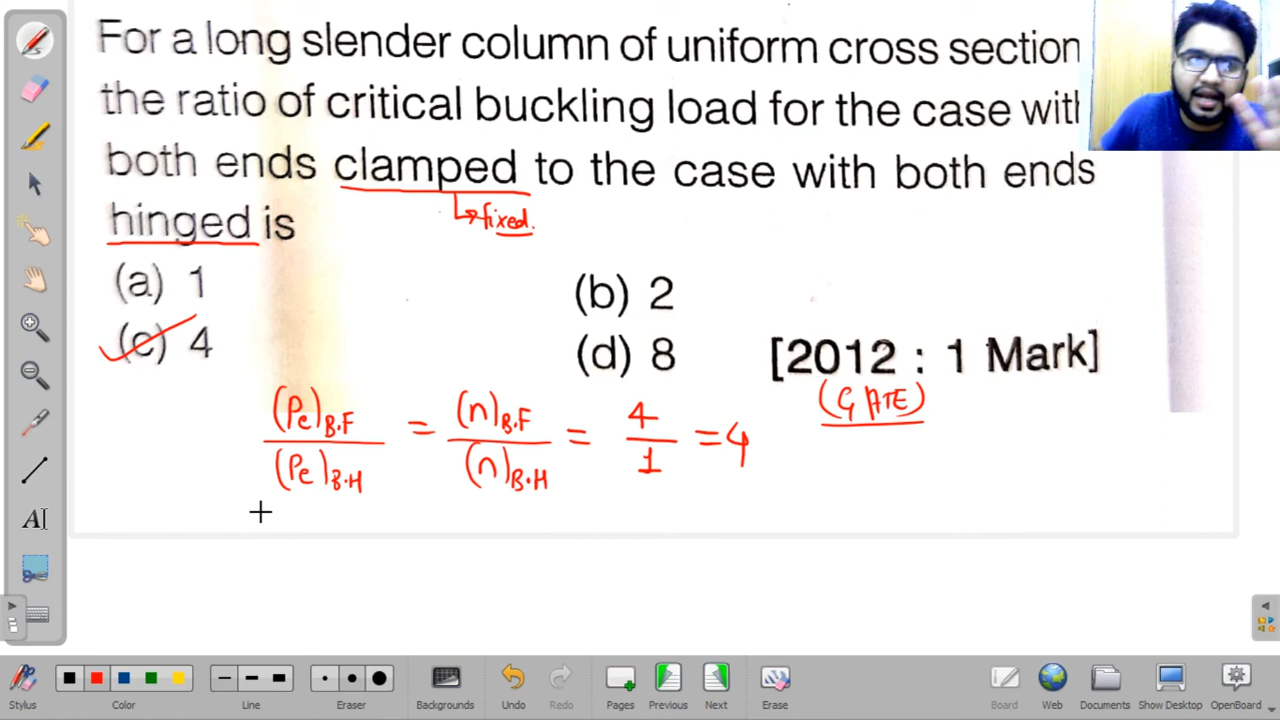 For a long slender column of uniform cross section
the ratio of critical buckling load for the case with
both ends clamped to the case with both ends
→ fixed.
hinged is
(a) 1
(b) 2
(c) 4
(d) 8
[2012 : 1 Mark]
(GATE)
(Pe)B.F / (Pe)B.H = (n)B.F / (n)B.H = 4 / 1 = 4
AI
Stylus
Color
Line
Eraser
Backgrounds
Undo
Redo
Pages
Previous
Next
Erase
Board
Web
Documents
Show Desktop
OpenBoard